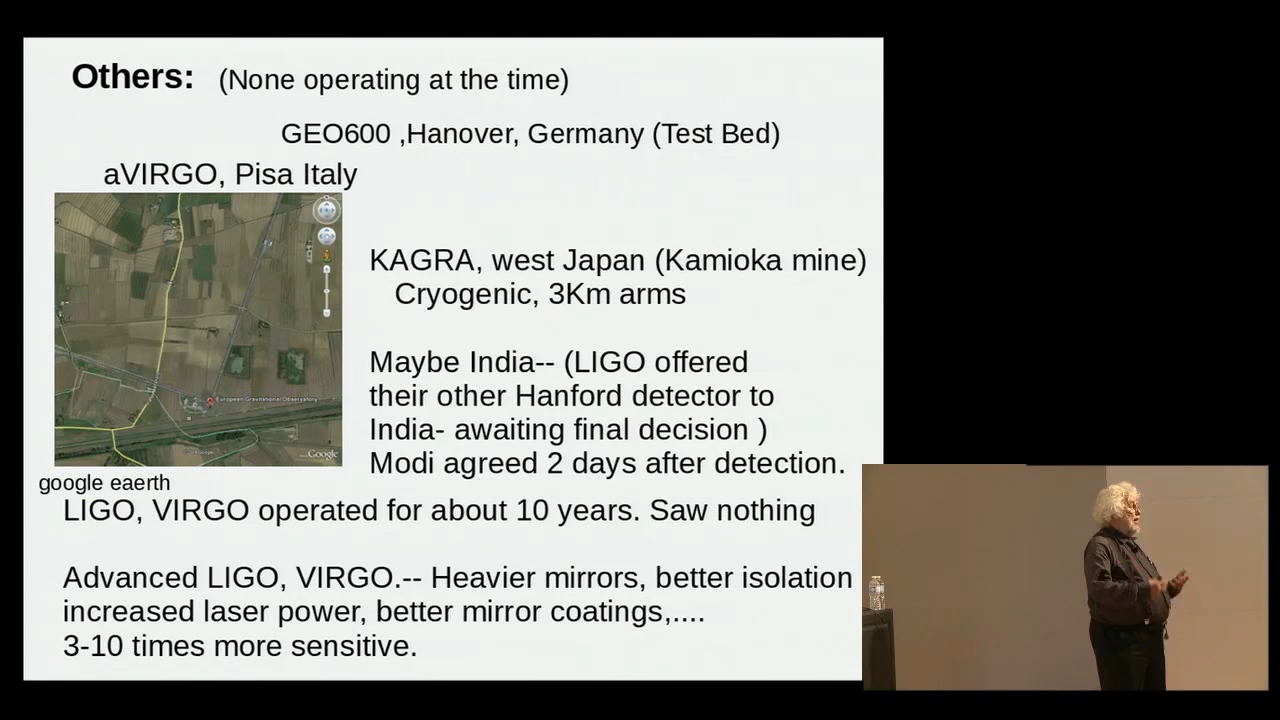 Others: (None operating at the time)
GEO600 ,Hanover, Germany (Test Bed)
aVIRGO, Pisa Italy
European Gravitational Observatory
Google
KAGRA, west Japan (Kamioka mine)
Cryogenic, 3Km arms
Maybe India-- (LIGO offered
their other Hanford detector to
India- awaiting final decision )
Modi agreed 2 days after detection.
google eaerth
LIGO, VIRGO operated for about 10 years. Saw nothing
Advanced LIGO, VIRGO.-- Heavier mirrors, better isolation
increased laser power, better mirror coatings,....
3-10 times more sensitive.